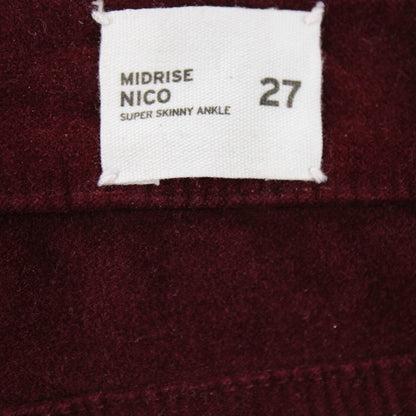 MIDRISE
NICO
SUPER SKINNY ANKLE
27